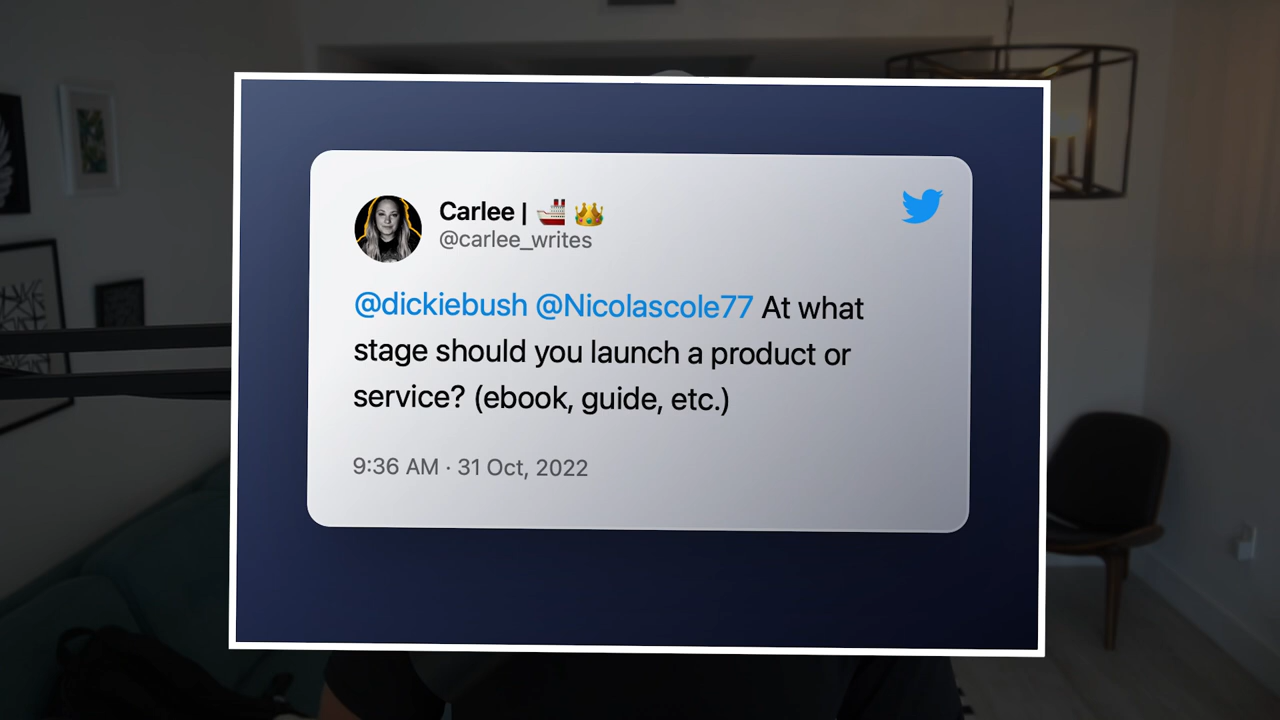 Carlee | 🚢 👑
@carlee_writes
@dickiebush @Nicolascole77 At what
stage should you launch a product or
service? (ebook, guide, etc.)
9:36 AM · 31 Oct, 2022